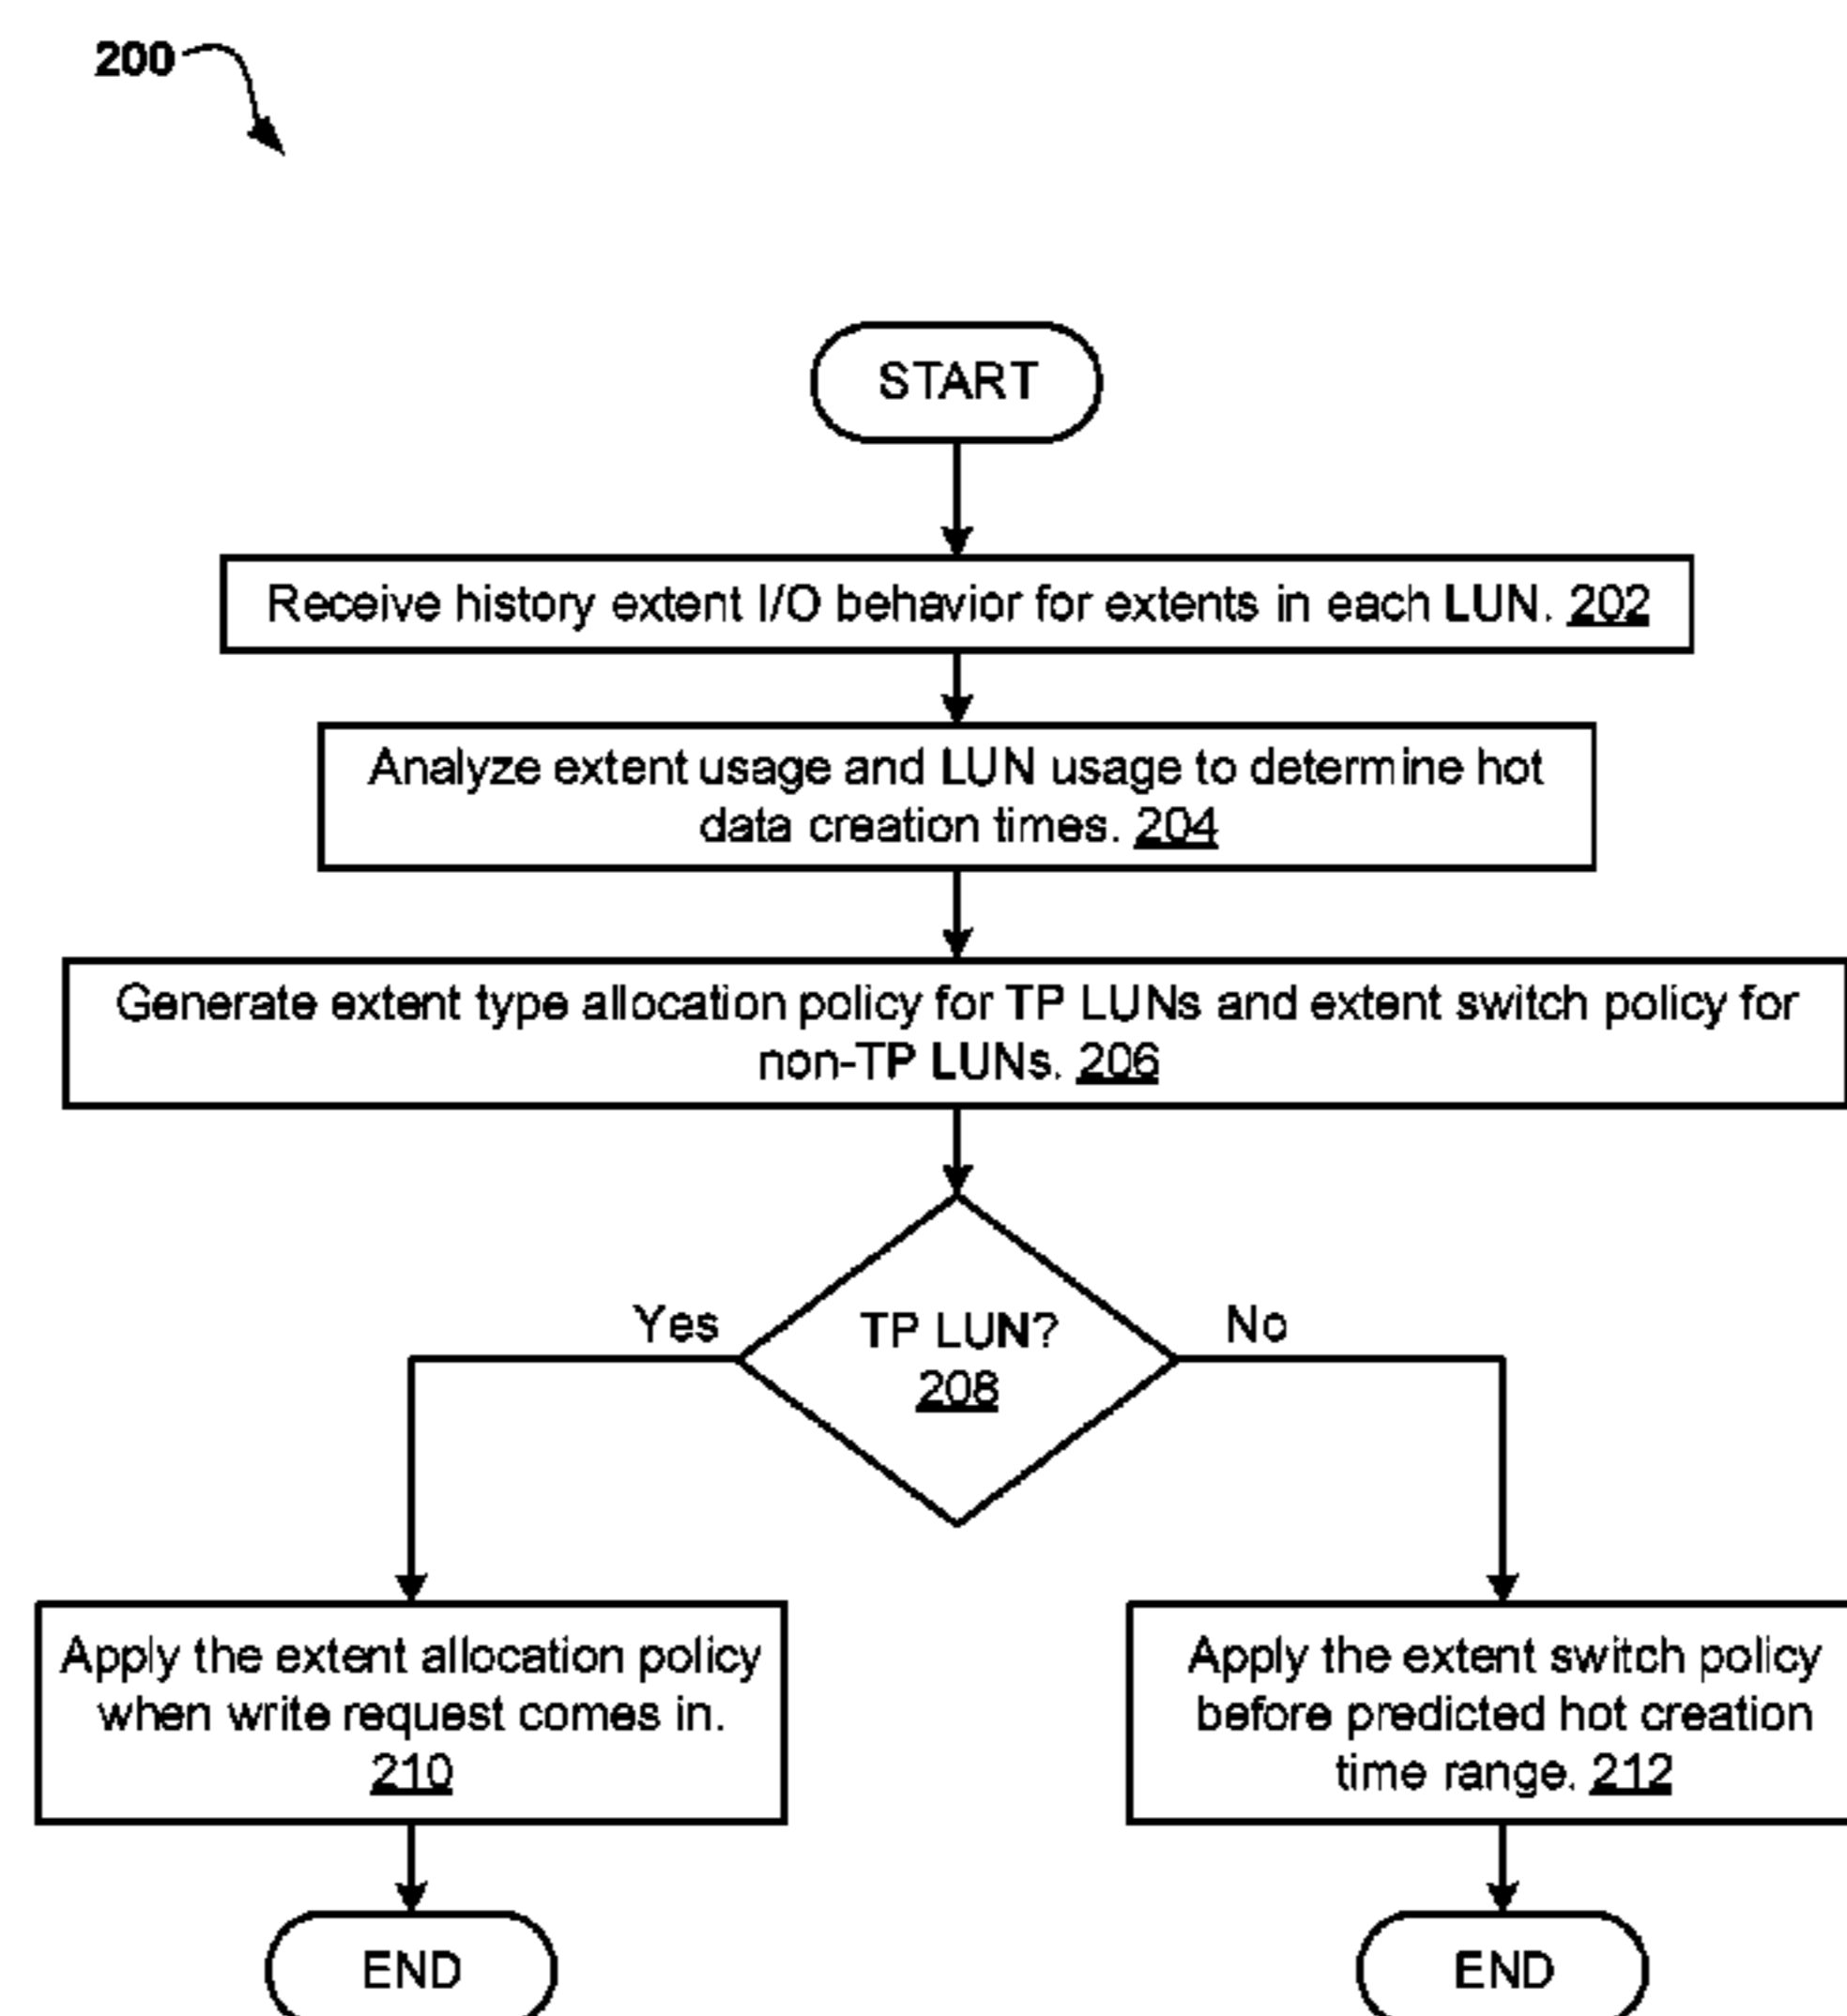 200
START
Receive history extent I/O behavior for extents in each LUN. 202
Analyze extent usage and LUN usage to determine hot
data creation times. 204
Generate extent type allocation policy for TP LUNs and extent switch policy for
non-TP LUNs. 206
TP LUN?
208
Yes
No
Apply the extent allocation policy
when write request comes in.
210
Apply the extent switch policy
before predicted hot creation
time range. 212
END
END